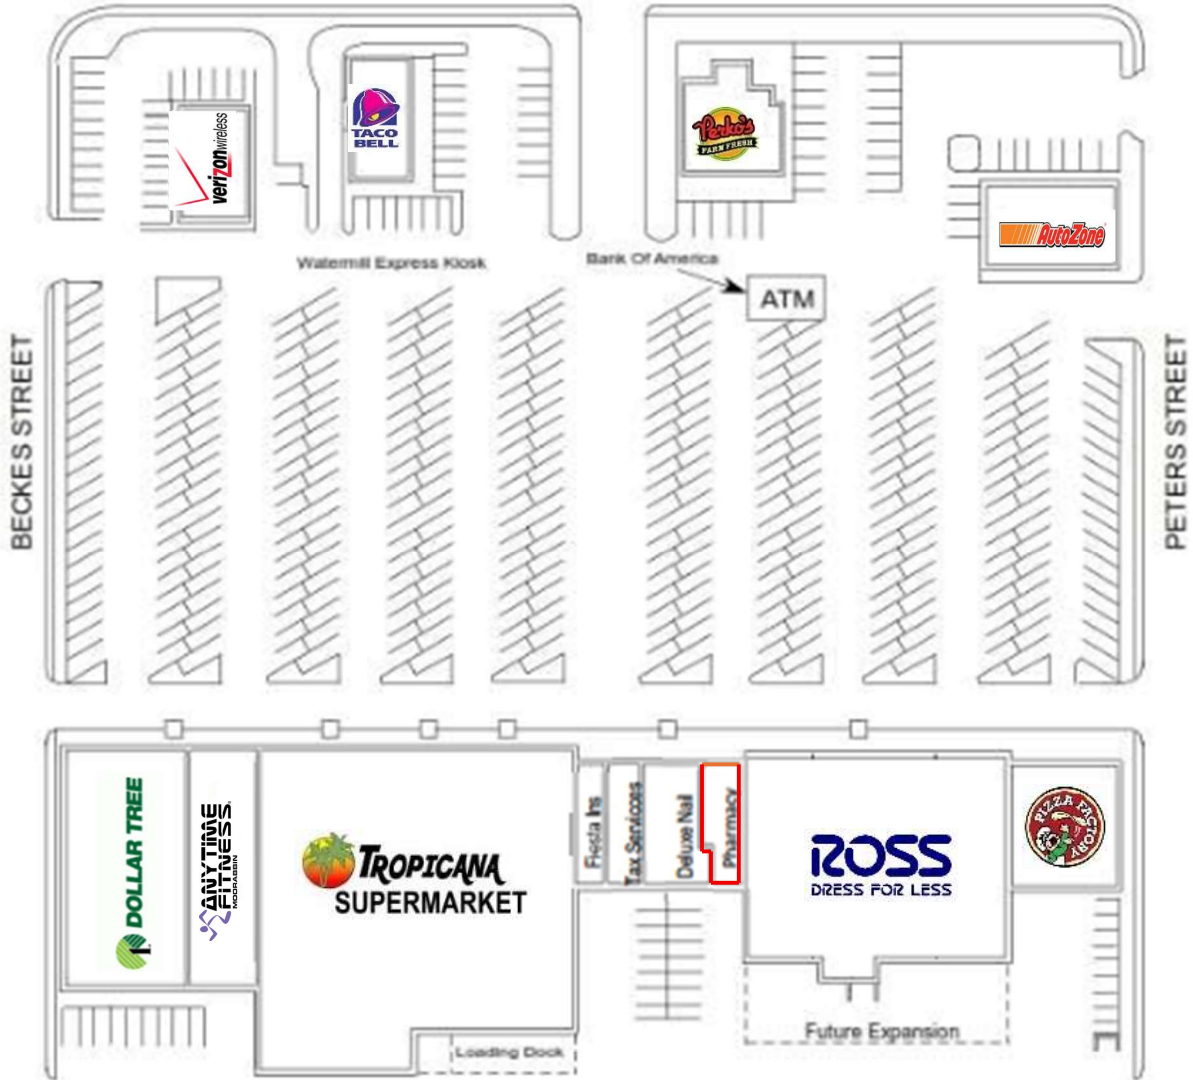 verizonwireless
TACO
BELL
Perko's
FARM FRESH
AutoZone
Watermill Express Kiosk
Bank Of America
ATM
BECKES STREET
PETERS STREET
DOLLAR TREE
ANYTIME
FITNESS
MOORABBIN
TROPICANA
SUPERMARKET
Fiesta Ins
Tax Services
Deluxe Nail
Pharmacy
ROSS
DRESS FOR LESS
PIZZA FACTORY
Loading Dock
Future Expansion